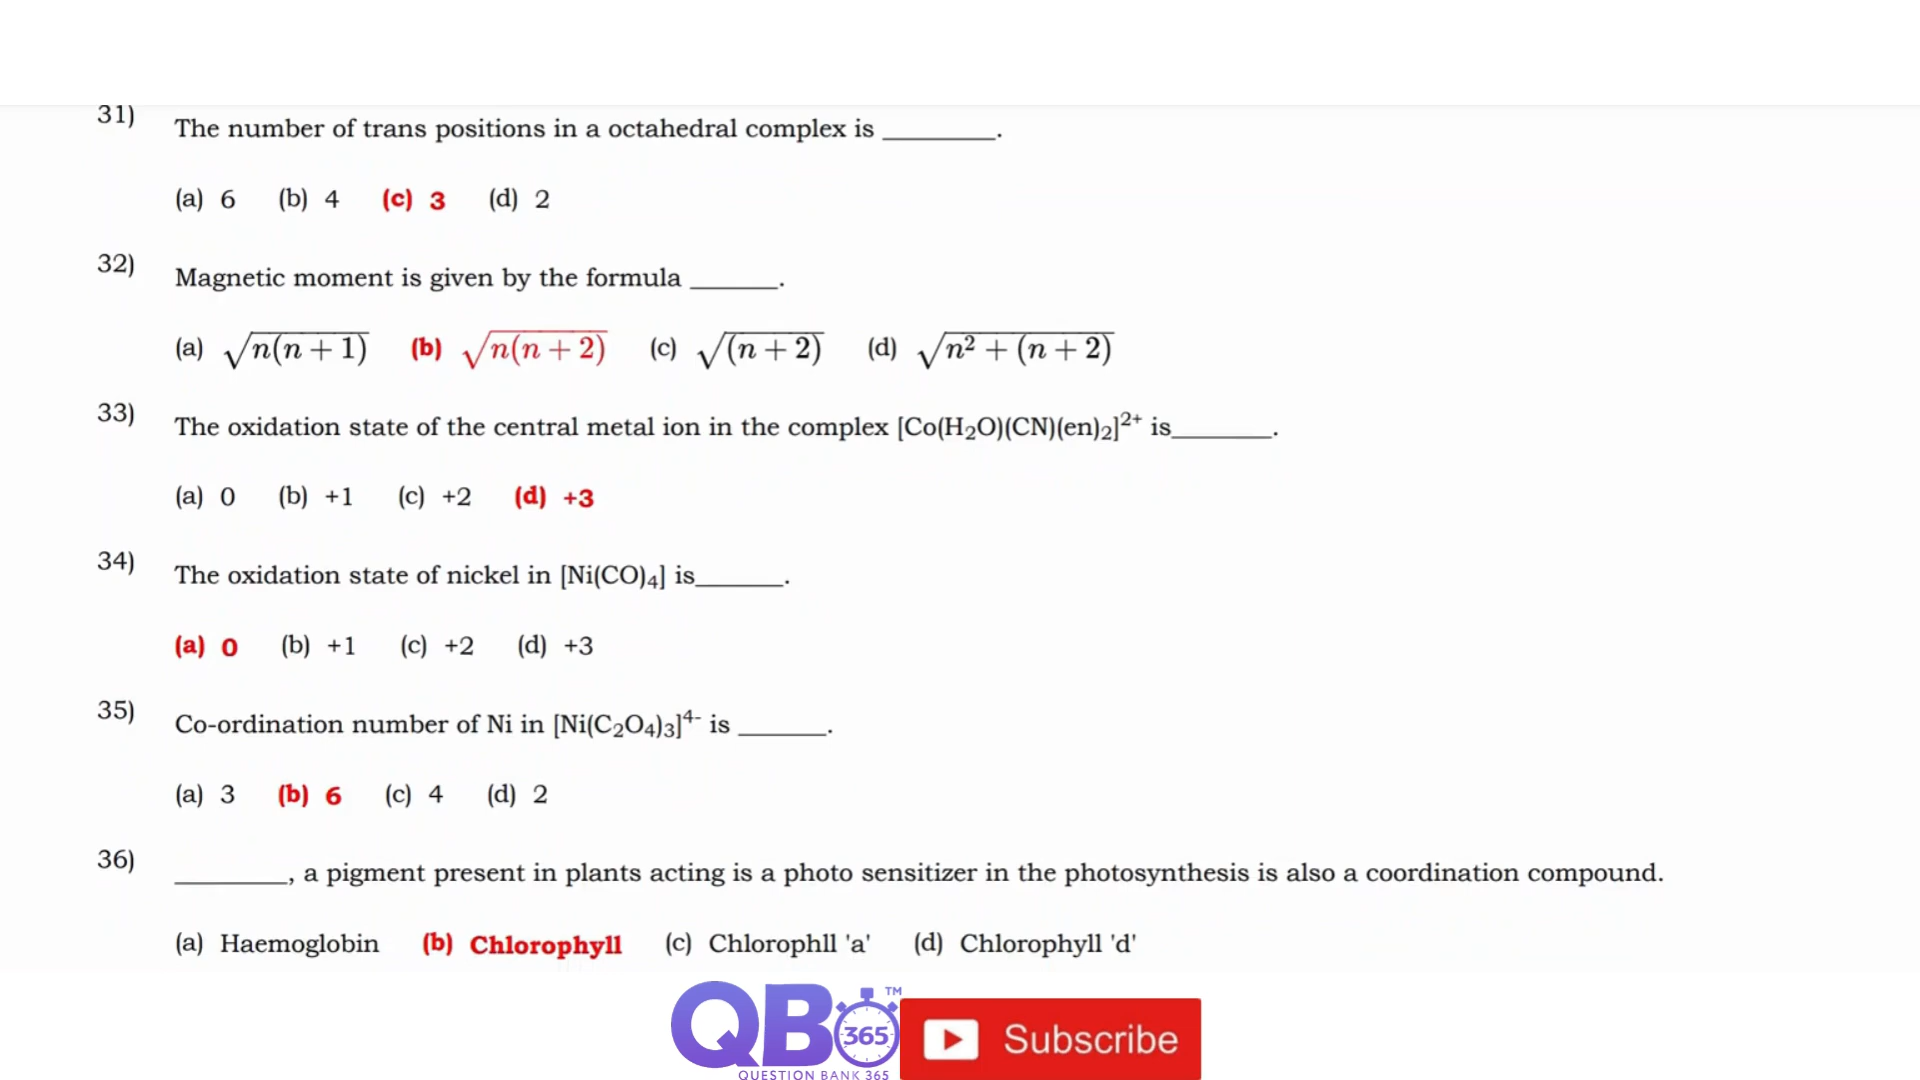 31)
The number of trans positions in a octahedral complex is ________.
(a) 6 (b) 4 (c) 3 (d) 2
32)
Magnetic moment is given by the formula ______.
(a) √n(n + 1) (b) √n(n + 2) (c) √(n + 2) (d) √n² + (n + 2)
33)
The oxidation state of the central metal ion in the complex [Co(H₂O)(CN)(en)₂]²⁺ is_______.
(a) 0 (b) +1 (c) +2 (d) +3
34)
The oxidation state of nickel in [Ni(CO)₄] is______.
(a) 0 (b) +1 (c) +2 (d) +3
35)
Co-ordination number of Ni in [Ni(C₂O₄)₃]⁴⁻ is ______.
(a) 3 (b) 6 (c) 4 (d) 2
36)
________, a pigment present in plants acting is a photo sensitizer in the photosynthesis is also a coordination compound.
(a) Haemoglobin (b) Chlorophyll (c) Chlorophll 'a' (d) Chlorophyll 'd'
QB 365 ™
QUESTION BANK 365
Subscribe